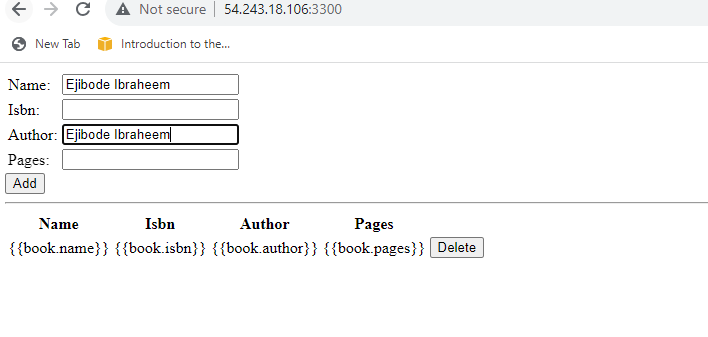 Not secure | 54.243.18.106:3300
New Tab Introduction to the...
Name: Ejibode Ibraheem
Isbn:
Author: Ejibode Ibraheem
Pages:
Add
Name Isbn Author Pages
{{book.name}} {{book.isbn}} {{book.author}} {{book.pages}} Delete